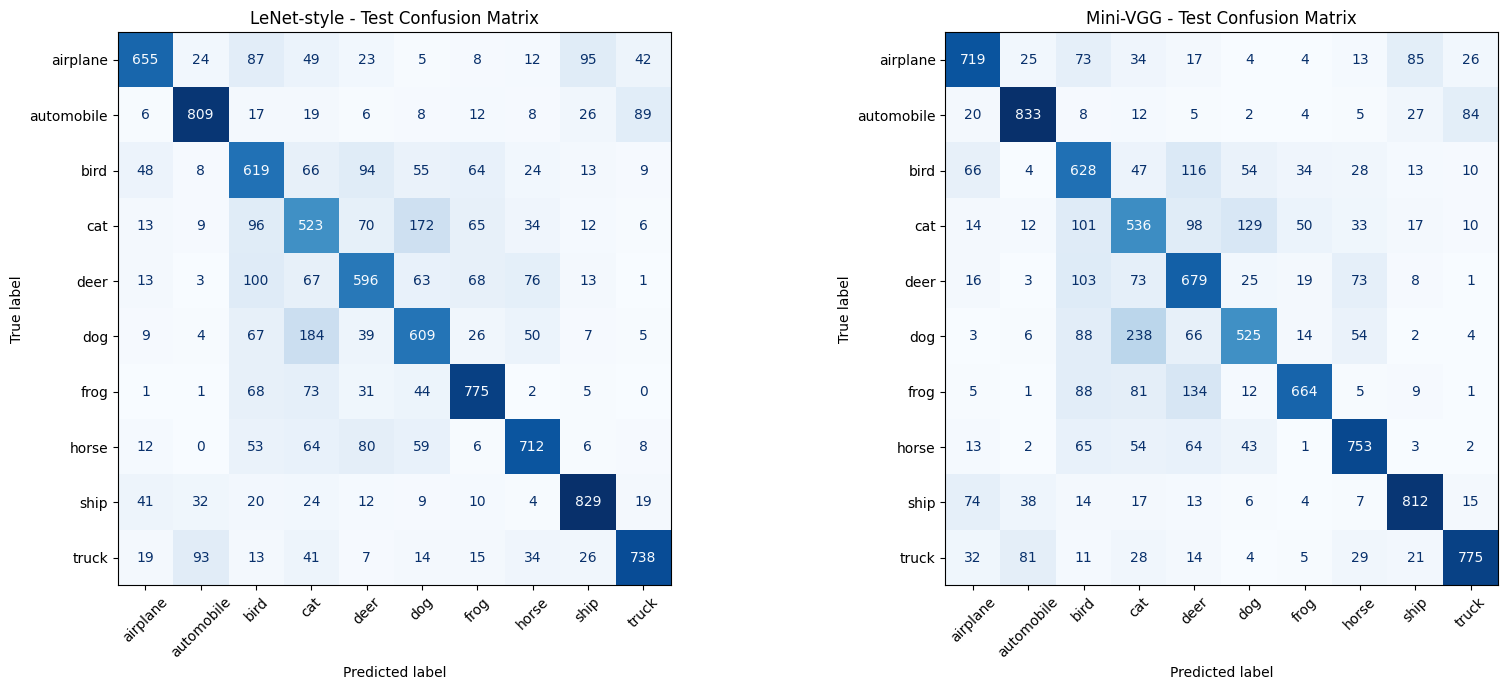 LeNet-style - Test Confusion Matrix
True label
airplane 655 24 87 49 23 5 8 12 95 42
automobile 6 809 17 19 6 8 12 8 26 89
bird 48 8 619 66 94 55 64 24 13 9
cat 13 9 96 523 70 172 65 34 12 6
deer 13 3 100 67 596 63 68 76 13 1
dog 9 4 67 184 39 609 26 50 7 5
frog 1 1 68 73 31 44 775 2 5 0
horse 12 0 53 64 80 59 6 712 6 8
ship 41 32 20 24 12 9 10 4 829 19
truck 19 93 13 41 7 14 15 34 26 738
airplane automobile bird cat deer dog frog horse ship truck
Predicted label
Mini-VGG - Test Confusion Matrix
True label
airplane 719 25 73 34 17 4 4 13 85 26
automobile 20 833 8 12 5 2 4 5 27 84
bird 66 4 628 47 116 54 34 28 13 10
cat 14 12 101 536 98 129 50 33 17 10
deer 16 3 103 73 679 25 19 73 8 1
dog 3 6 88 238 66 525 14 54 2 4
frog 5 1 88 81 134 12 664 5 9 1
horse 13 2 65 54 64 43 1 753 3 2
ship 74 38 14 17 13 6 4 7 812 15
truck 32 81 11 28 14 4 5 29 21 775
airplane automobile bird cat deer dog frog horse ship truck
Predicted label